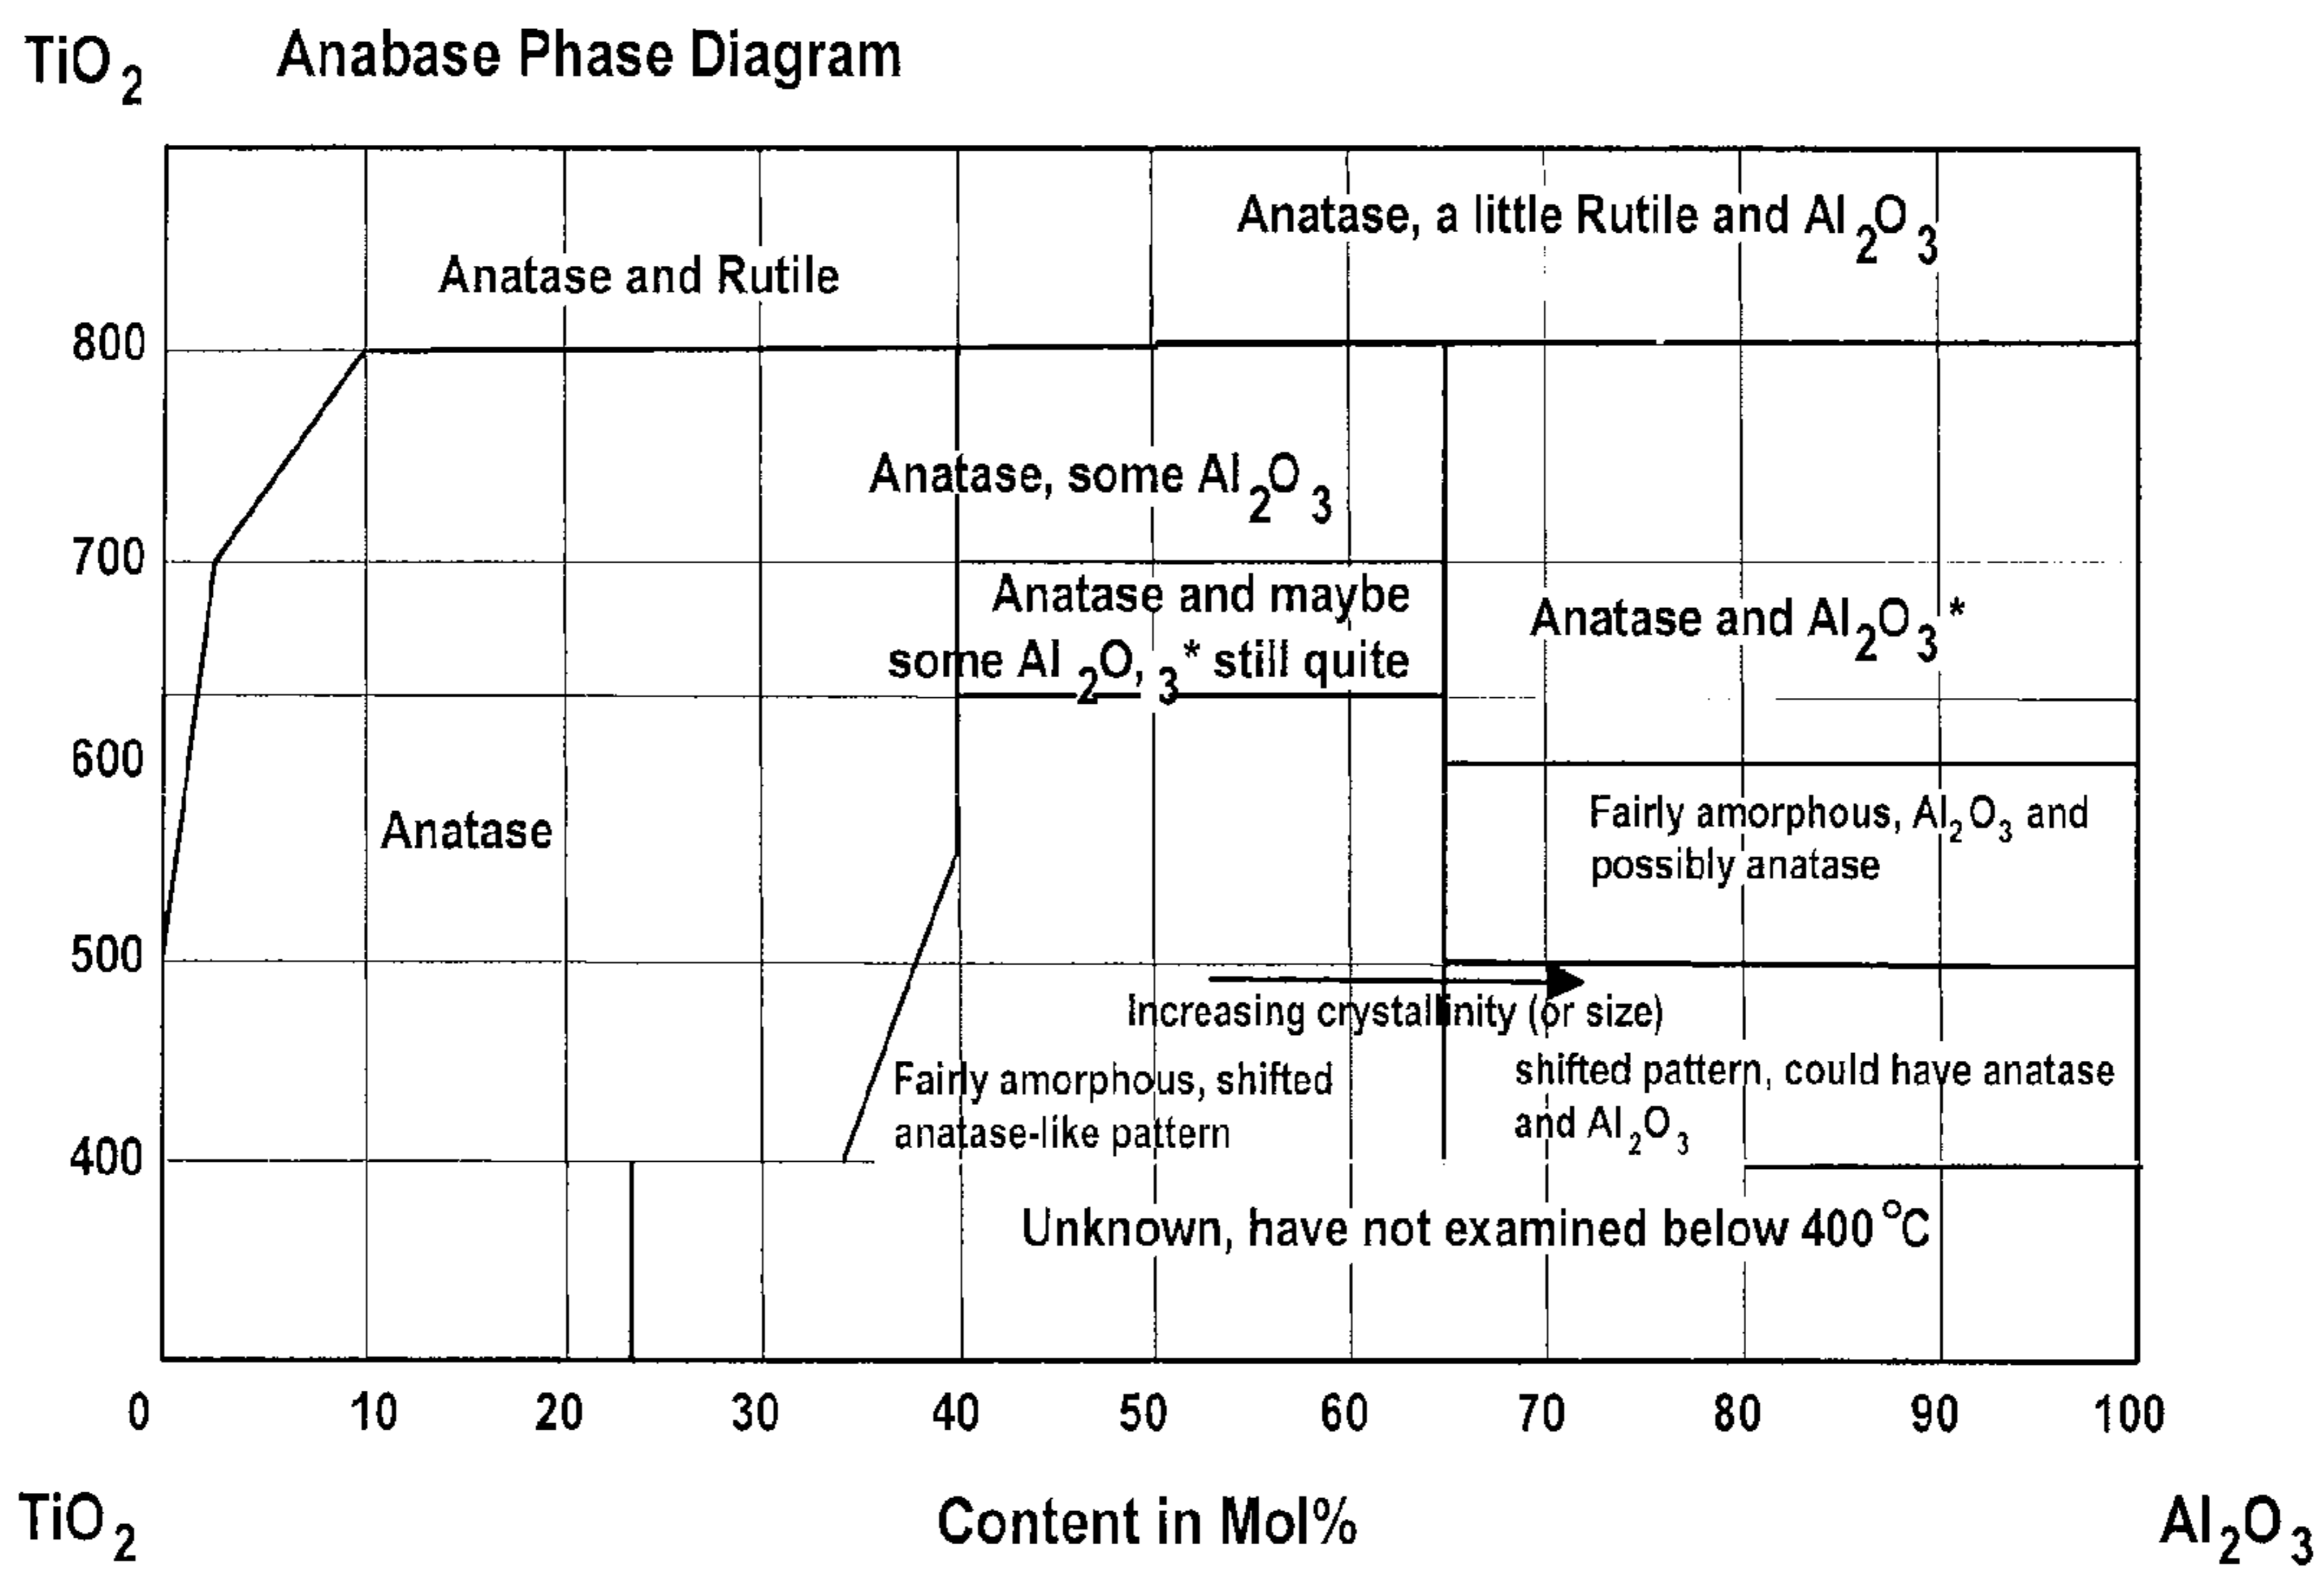 TiO2 Anabase Phase Diagram
Anatase, a little Rutile and Al2O3
Anatase and Rutile
800
Anatase, some Al2O3
700
Anatase and maybe
some Al2O,3* still quite
Anatase and Al2O3*
600
Fairly amorphous, Al2O3 and
possibly anatase
Anatase
500
Increasing crystallinity (or size)
Fairly amorphous, shifted
anatase-like pattern
shifted pattern, could have anatase
and Al2O3
400
Unknown, have not examined below 400°C
0 10 20 30 40 50 60 70 80 90 100
TiO2 Content in Mol% Al2O3